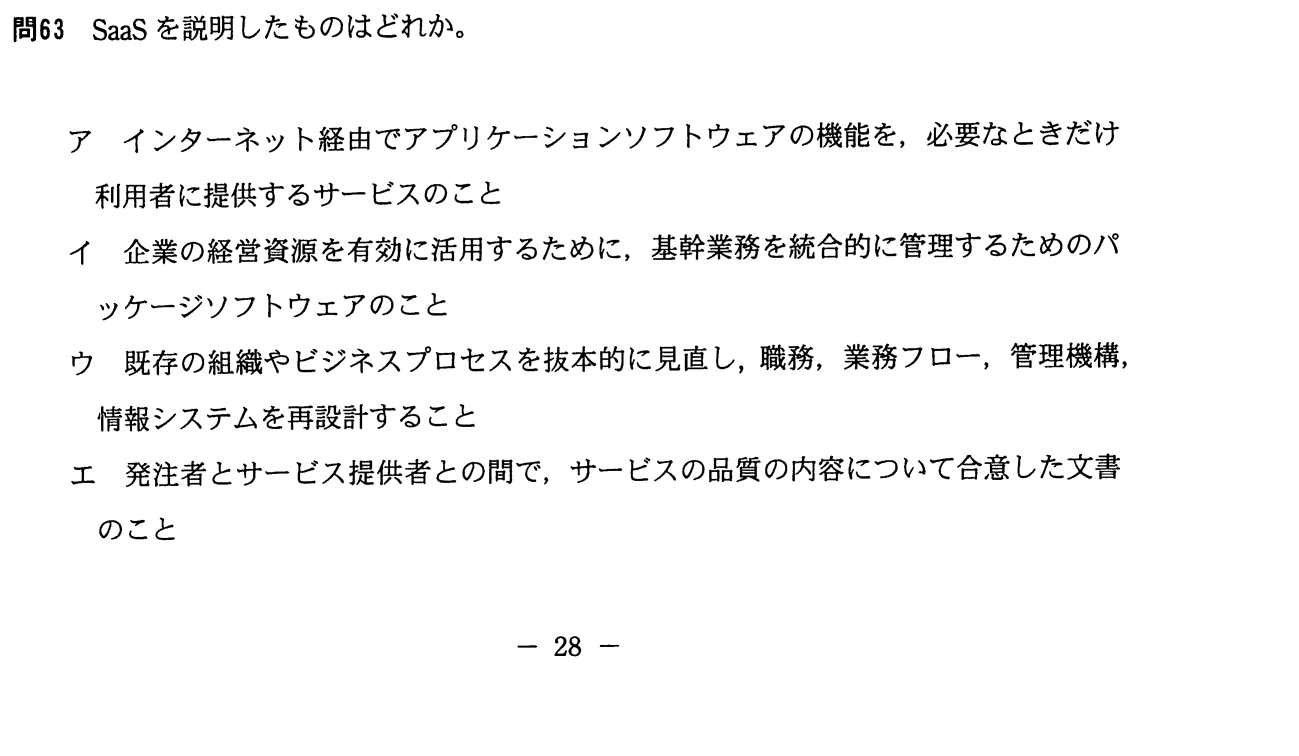 問63 SaaSを説明したものはどれか。
ア インターネット経由でアプリケーションソフトウェアの機能を，必要なときだけ
利用者に提供するサービスのこと
イ 企業の経営資源を有効に活用するために，基幹業務を統合的に管理するためのパ
ッケージソフトウェアのこと
ウ 既存の組織やビジネスプロセスを抜本的に見直し，職務，業務フロー，管理機構，
情報システムを再設計すること
エ 発注者とサービス提供者との間で，サービスの品質の内容について合意した文書
のこと
－ 28 －